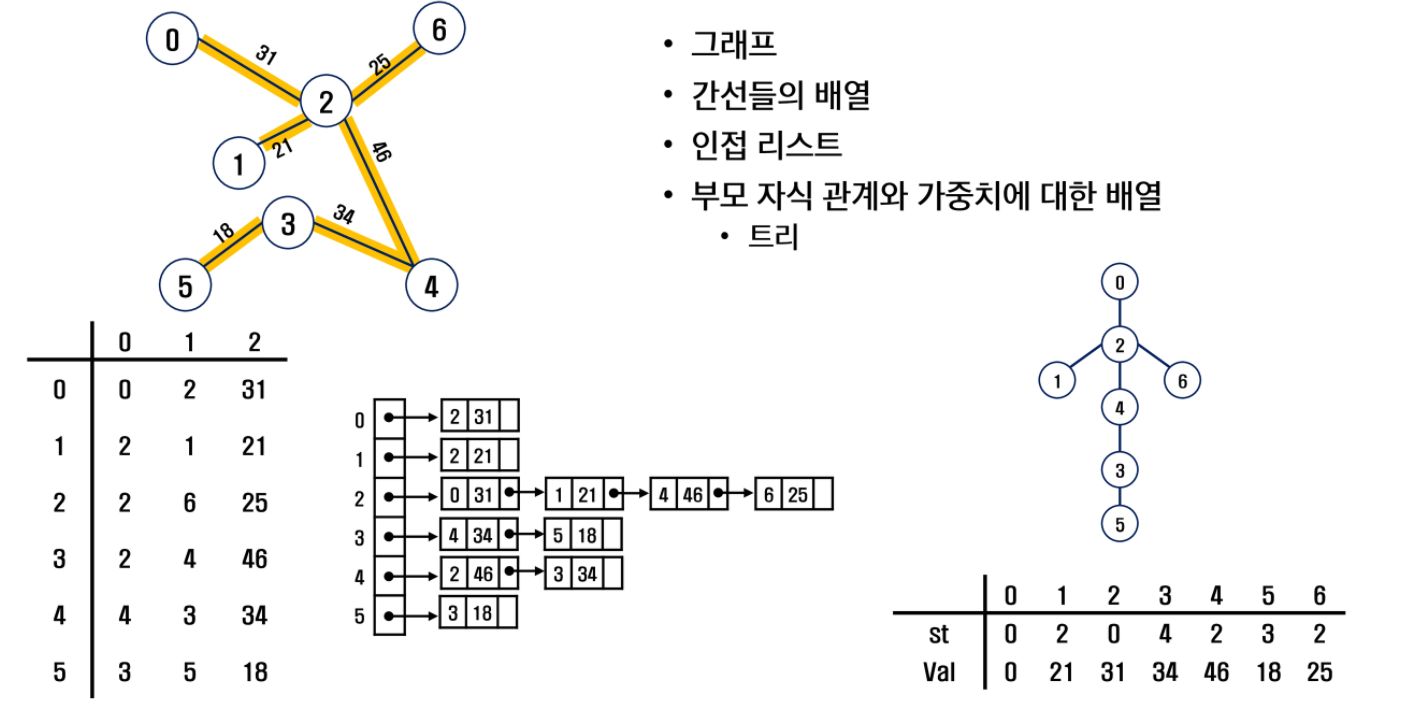 0
6
31
25
2
1
21
46
3
34
18
5
4
• 그래프
• 간선들의 배열
• 인접 리스트
• 부모 자식 관계와 가중치에 대한 배열
• 트리
0 1 2
0 0 2 31
1 2 1 21
2 2 6 25
3 2 4 46
4 4 3 34
5 3 5 18
0 2 31
1 2 21
2 0 31 1 21 4 46 6 25
3 4 34 5 18
4 2 46 3 34
5 3 18
0
2
1 6
4
3
5
0 1 2 3 4 5 6
st 0 2 0 4 2 3 2
Val 0 21 31 34 46 18 25